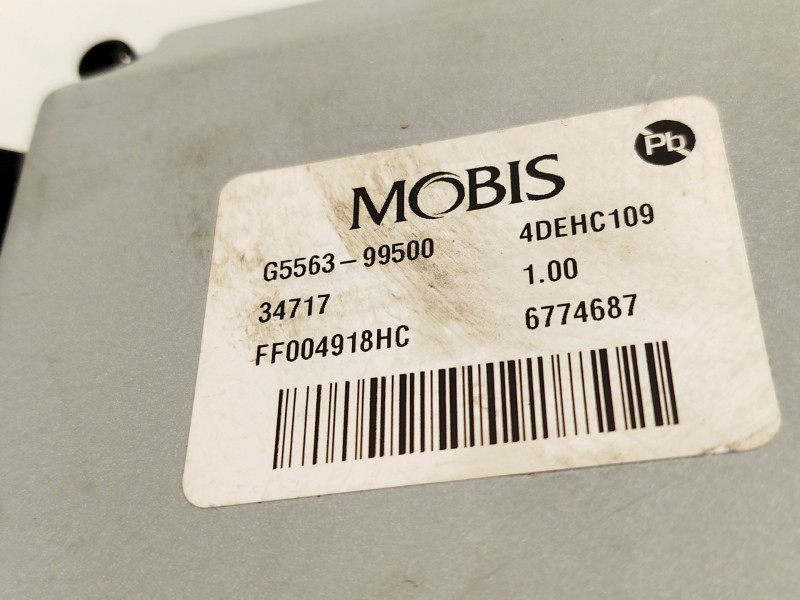 Pb
MOBIS
G5563-99500 4DEHC109
34717 1.00
FF004918HC 6774687